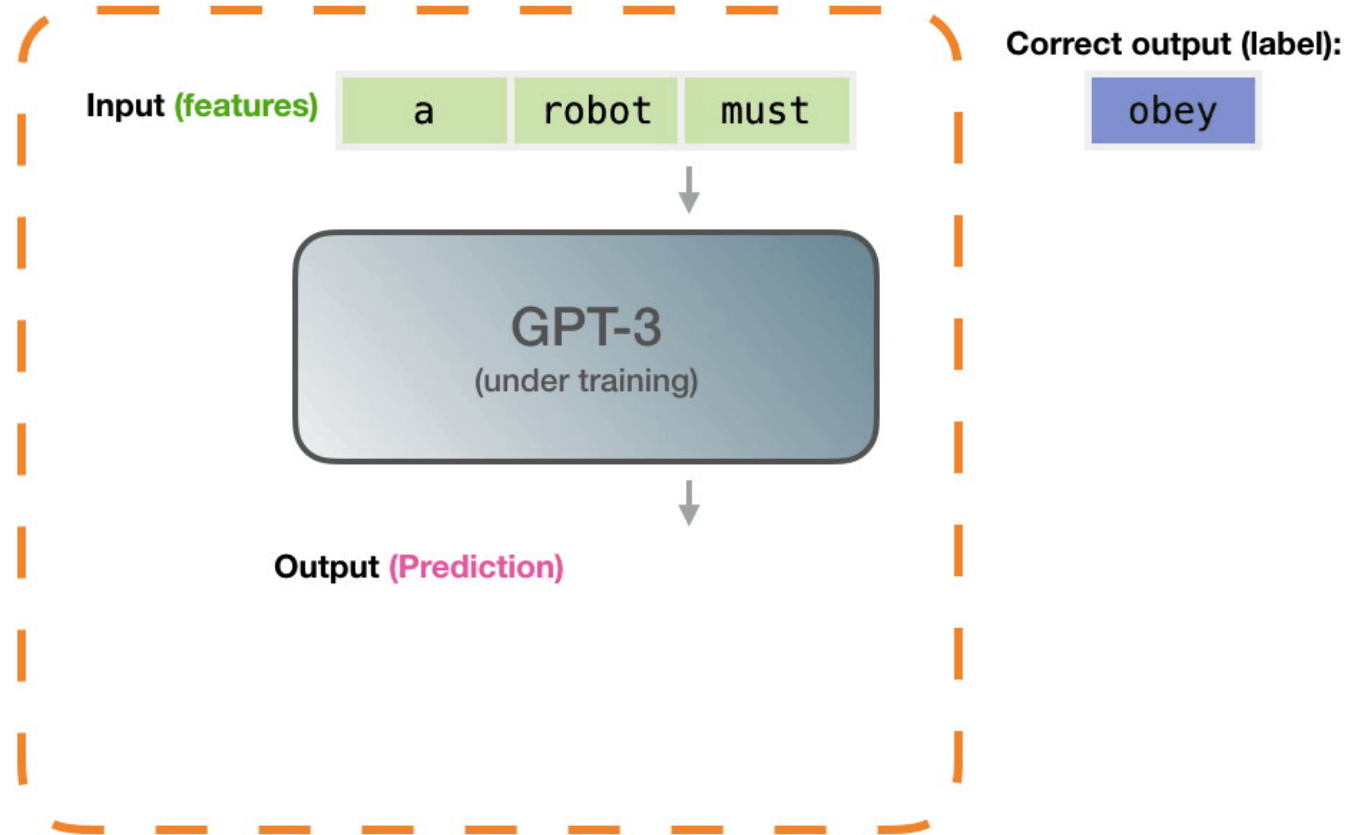 Correct output (label):
Input (features) a robot must
obey
GPT-3
(under training)
Output (Prediction)